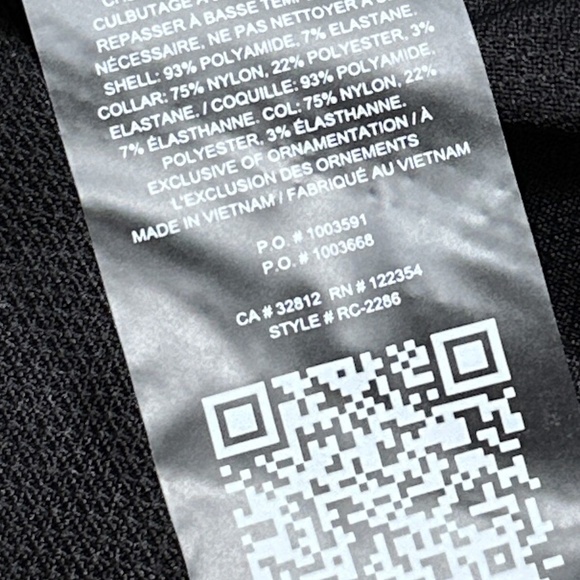 CULBUTAGE À
REPASSER À BASSE TEMP
NÉCESSAIRE, NE PAS NETTOYER À
SHELL: 93% POLYAMIDE, 7% ELASTANE.
COLLAR: 75% NYLON, 22% POLYESTER, 3%
ELASTANE. / COQUILLE: 93% POLYAMIDE,
7% ÉLASTHANNE. COL: 75% NYLON, 22%
POLYESTER, 3% ÉLASTHANNE.
EXCLUSIVE OF ORNAMENTATION / À
L'EXCLUSION DES ORNEMENTS
MADE IN VIETNAM / FABRIQUÉ AU VIETNAM
P.O. # 1003591
P.O. # 1003668
CA # 32812 RN # 122354
STYLE # RC-2286